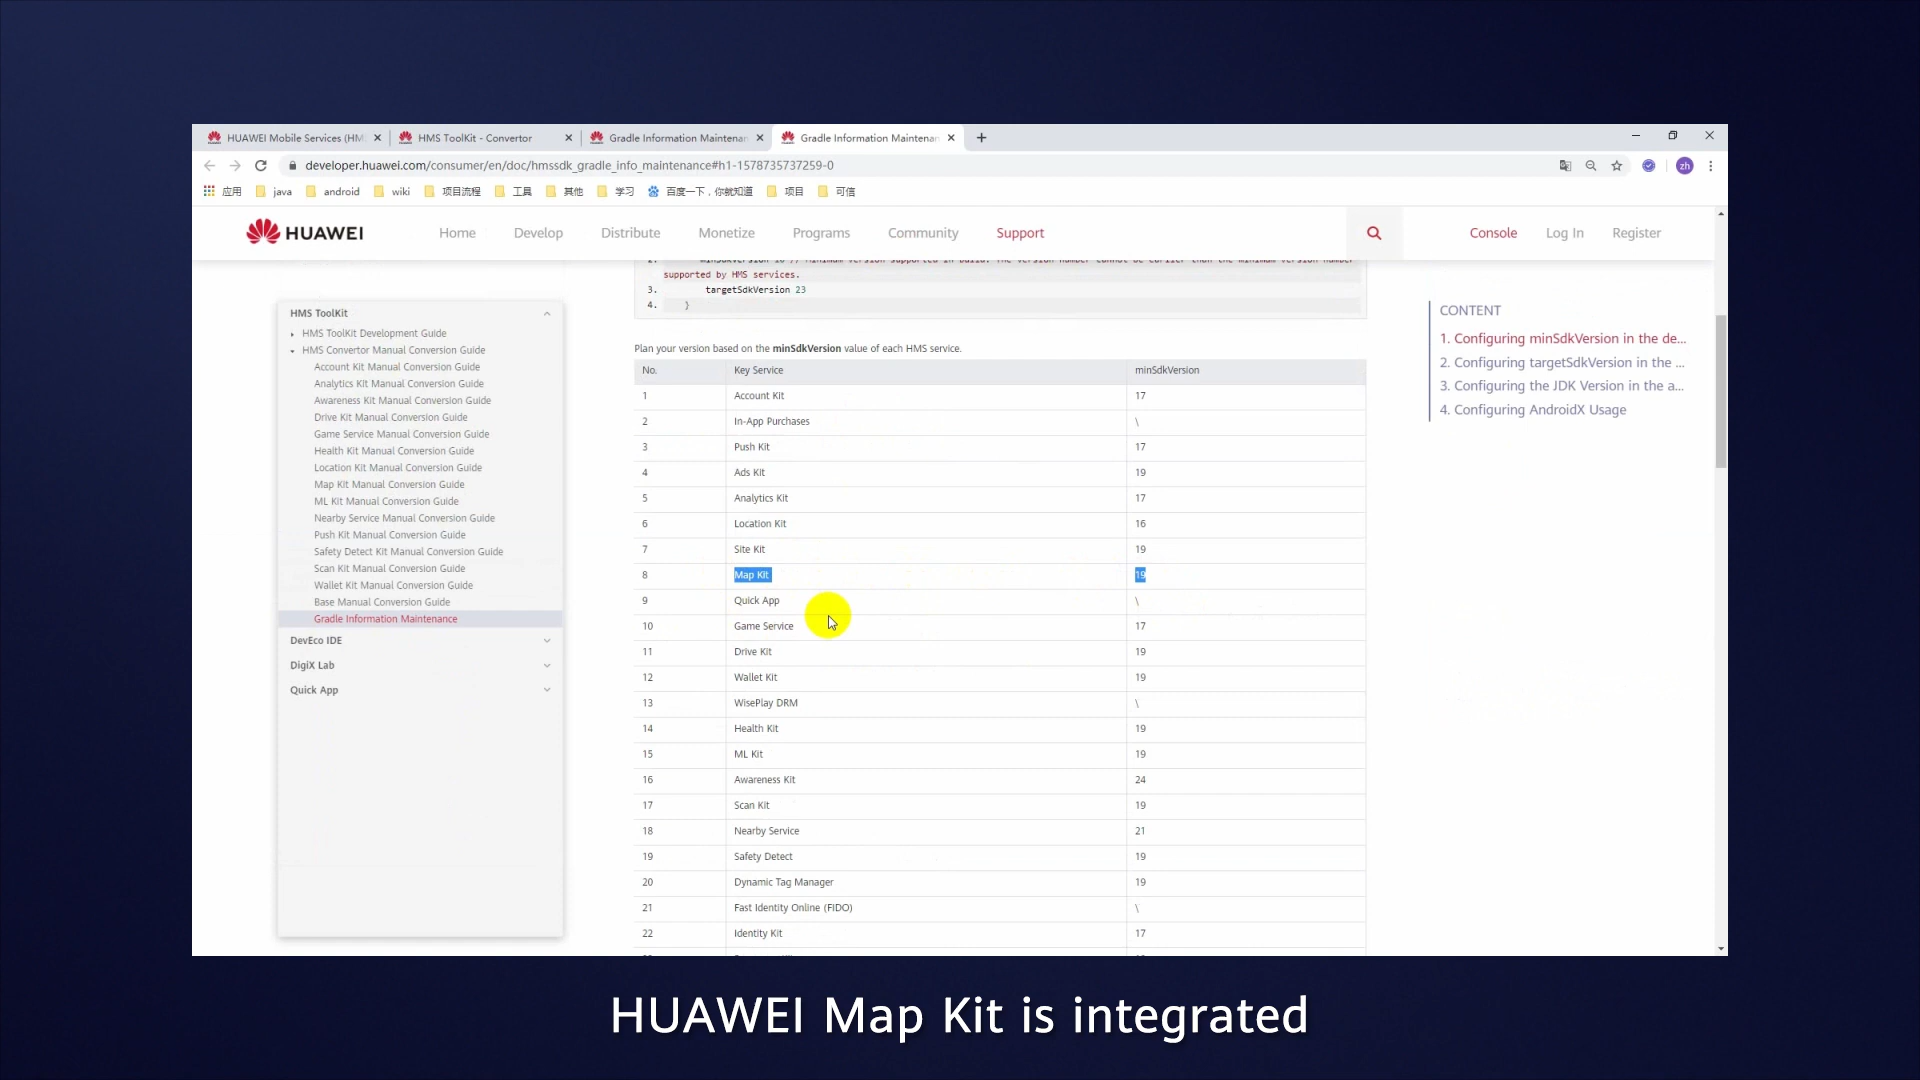 HUAWEI Mobile Services (HM
HMS ToolKit - Convertor
Gradle Information Maintenan
Gradle Information Maintenan
developer.huawei.com/consumer/en/doc/hmssdk_gradle_info_maintenance#h1-1578735737259-0
zh
应用
java
android
wiki
项目流程
工具
其他
学习
百度一下，你就知道
项目
可信
HUAWEI
Home
Develop
Distribute
Monetize
Programs
Community
Support
Console
Log In
Register
HMS ToolKit
HMS ToolKit Development Guide
HMS Convertor Manual Conversion Guide
Account Kit Manual Conversion Guide
Analytics Kit Manual Conversion Guide
Awareness Kit Manual Conversion Guide
Drive Kit Manual Conversion Guide
Game Service Manual Conversion Guide
Health Kit Manual Conversion Guide
Location Kit Manual Conversion Guide
Map Kit Manual Conversion Guide
ML Kit Manual Conversion Guide
Nearby Service Manual Conversion Guide
Push Kit Manual Conversion Guide
Safety Detect Kit Manual Conversion Guide
Scan Kit Manual Conversion Guide
Wallet Kit Manual Conversion Guide
Base Manual Conversion Guide
Gradle Information Maintenance
DevEco IDE
DigiX Lab
Quick App
supported by HMS services.
3. targetSdkVersion 23
4. }
Plan your version based on the minSdkVersion value of each HMS service.
No. Key Service minSdkVersion
1 Account Kit 17
2 In-App Purchases \
3 Push Kit 17
4 Ads Kit 19
5 Analytics Kit 17
6 Location Kit 16
7 Site Kit 19
8 Map Kit 19
9 Quick App \
10 Game Service 17
11 Drive Kit 19
12 Wallet Kit 19
13 WisePlay DRM \
14 Health Kit 19
15 ML Kit 19
16 Awareness Kit 24
17 Scan Kit 19
18 Nearby Service 21
19 Safety Detect 19
20 Dynamic Tag Manager 19
21 Fast Identity Online (FIDO) \
22 Identity Kit 17
CONTENT
1. Configuring minSdkVersion in the de...
2. Configuring targetSdkVersion in the ...
3. Configuring the JDK Version in the a...
4. Configuring AndroidX Usage
HUAWEI Map Kit is integrated